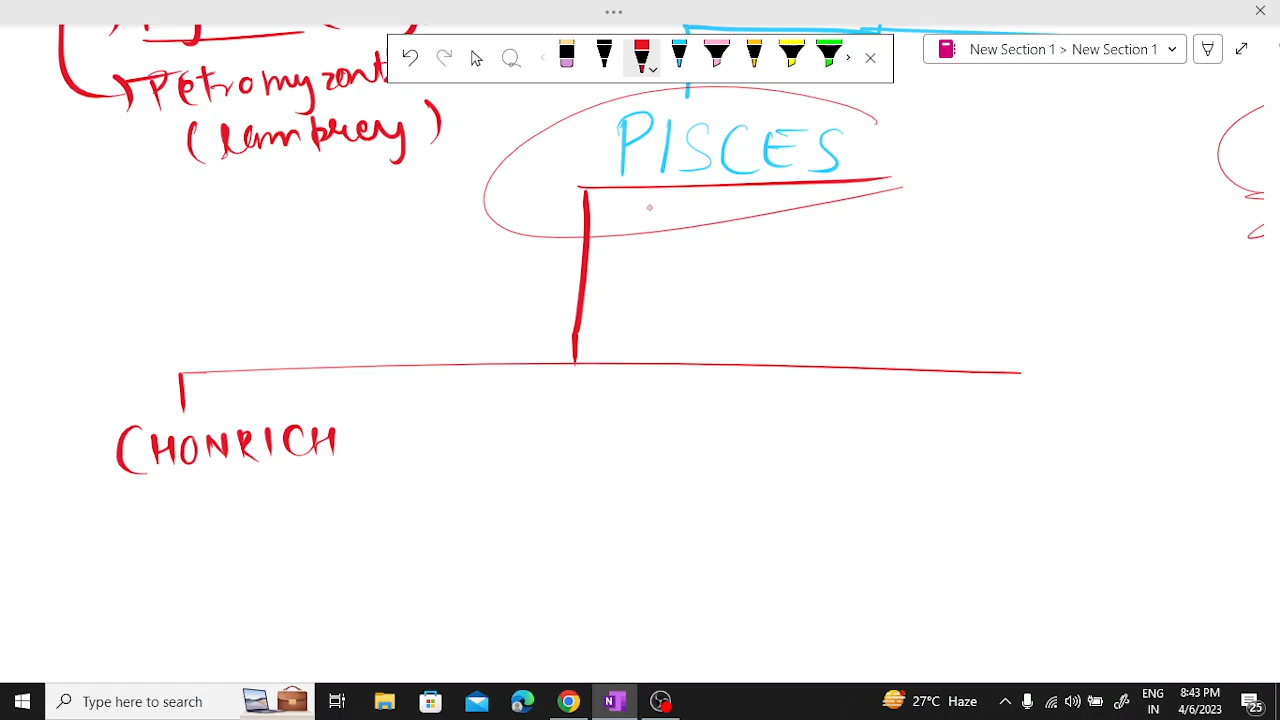 New Section 1 > New Section 1
Petromyzont
(lamprey)
PISCES
CHONRICH
Type here to search
27°C Haze
ENG
IN
8:43 PM
4/6/2023
25